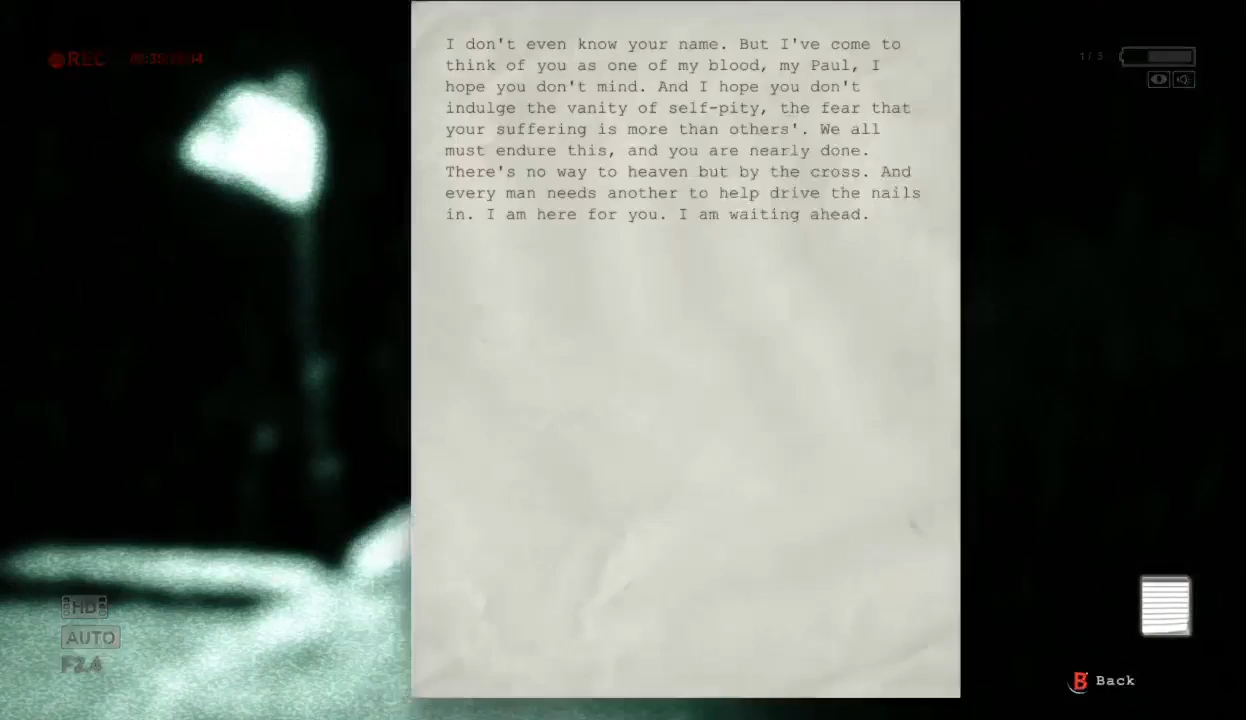 REC
I don't even know your name. But I've come to
think of you as one of my blood, my Paul, I
hope you don't mind. And I hope you don't
indulge the vanity of self-pity, the fear that
your suffering is more than others'. We all
must endure this, and you are nearly done.
There's no way to heaven but by the cross. And
every man needs another to help drive the nails
in. I am here for you. I am waiting ahead.
HD
AUTO
F2.4
B Back